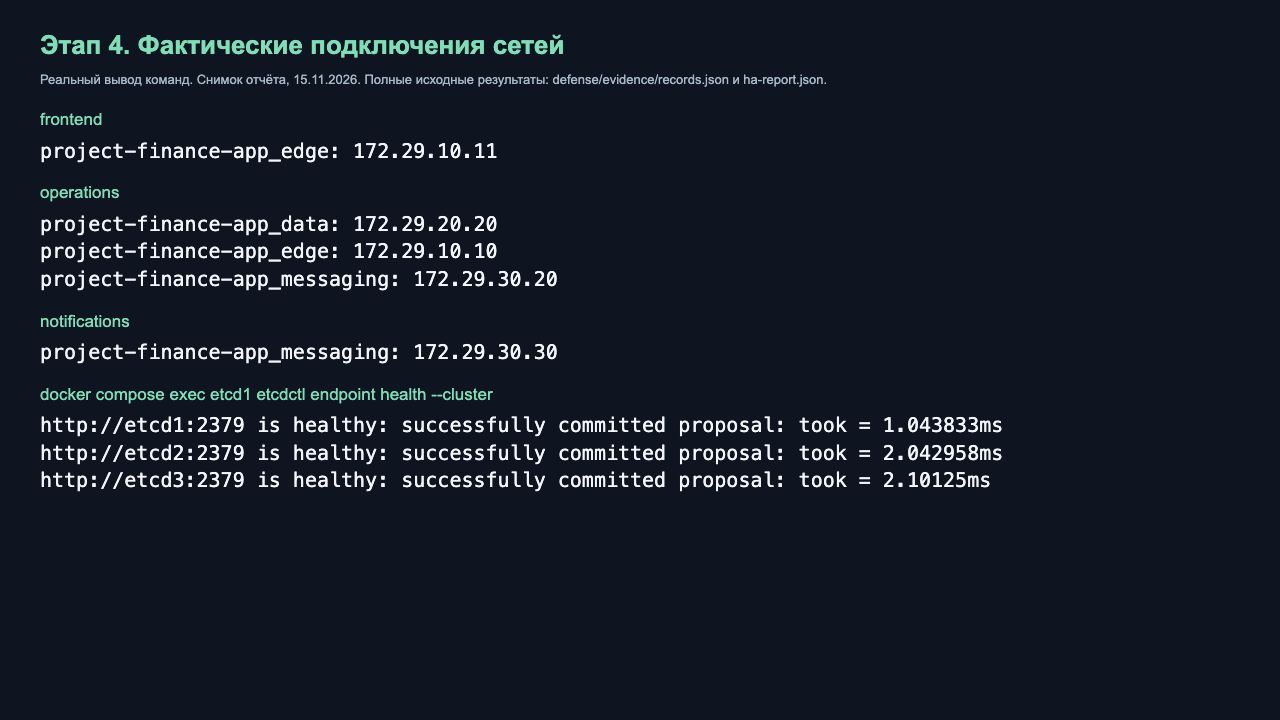 Этап 4. Фактические подключения сетей
Реальный вывод команд. Снимок отчёта, 15.11.2026. Полные исходные результаты: defense/evidence/records.json и ha-report.json.
frontend
project-finance-app_edge: 172.29.10.11
operations
project-finance-app_data: 172.29.20.20
project-finance-app_edge: 172.29.10.10
project-finance-app_messaging: 172.29.30.20
notifications
project-finance-app_messaging: 172.29.30.30
docker compose exec etcd1 etcdctl endpoint health --cluster
http://etcd1:2379 is healthy: successfully committed proposal: took = 1.043833ms
http://etcd2:2379 is healthy: successfully committed proposal: took = 2.042958ms
http://etcd3:2379 is healthy: successfully committed proposal: took = 2.10125ms